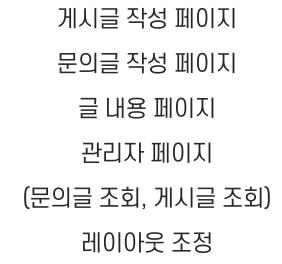 게시글 작성 페이지
문의글 작성 페이지
글 내용 페이지
관리자 페이지
(문의글 조회, 게시글 조회)
레이아웃 조정